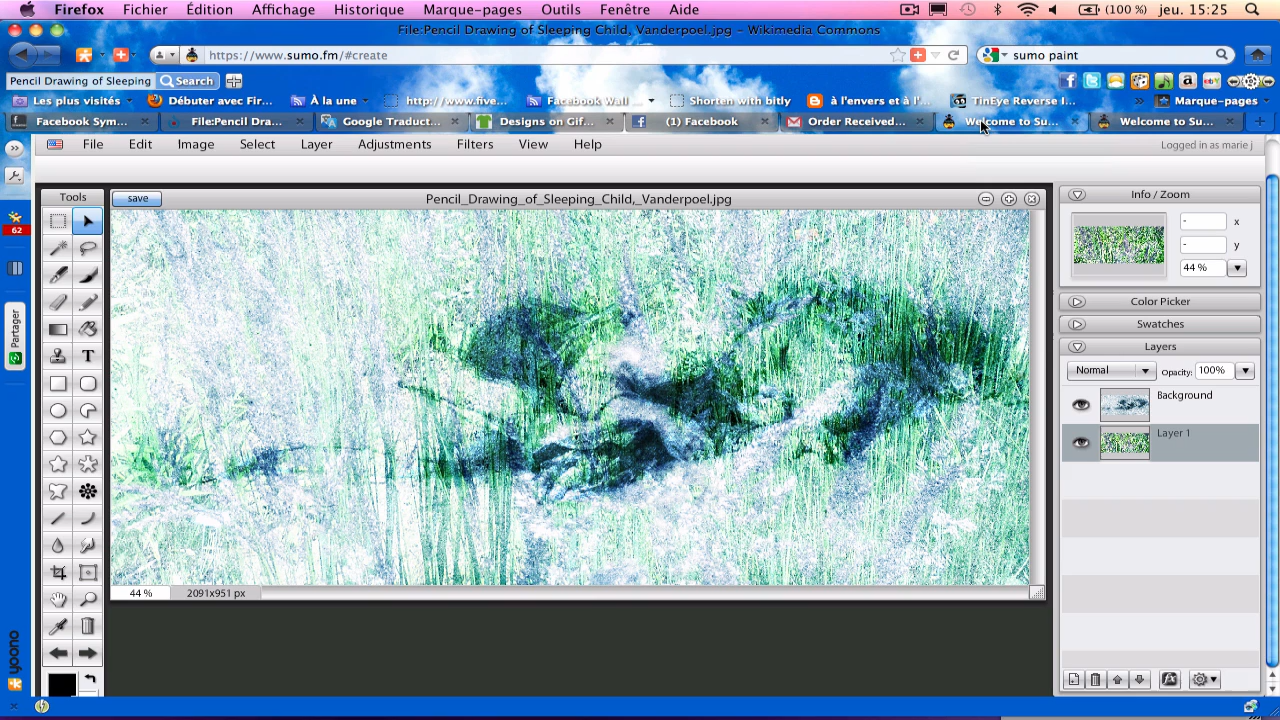 Firefox Fichier Édition Affichage Historique Marque-pages Outils Fenêtre Aide (100 %) jeu. 15:25
File:Pencil Drawing of Sleeping Child, Vanderpoel.jpg – Wikimedia Commons
https://www.sumo.fm/#create sumo paint
Pencil Drawing of Sleeping Search
Les plus visités Débuter avec Fir... À la une http://www.five... Facebook Wall ... Shorten with bitly à l'envers et à l'... TinEye Reverse I... » Marque-pages
Facebook Sym... File:Pencil Dra... Google Traduct... Designs on Gif... (1) Facebook Order Received... Welcome to Su... Welcome to Su...
File Edit Image Select Layer Adjustments Filters View Help Logged in as marie j
Tools
save Pencil_Drawing_of_Sleeping_Child,_Vanderpoel.jpg
Info / Zoom
- x
- y
44 %
Color Picker
Swatches
Layers
Normal Opacity: 100%
Background
Layer 1
62
Partager
yoono
T
44 % 2091x951 px